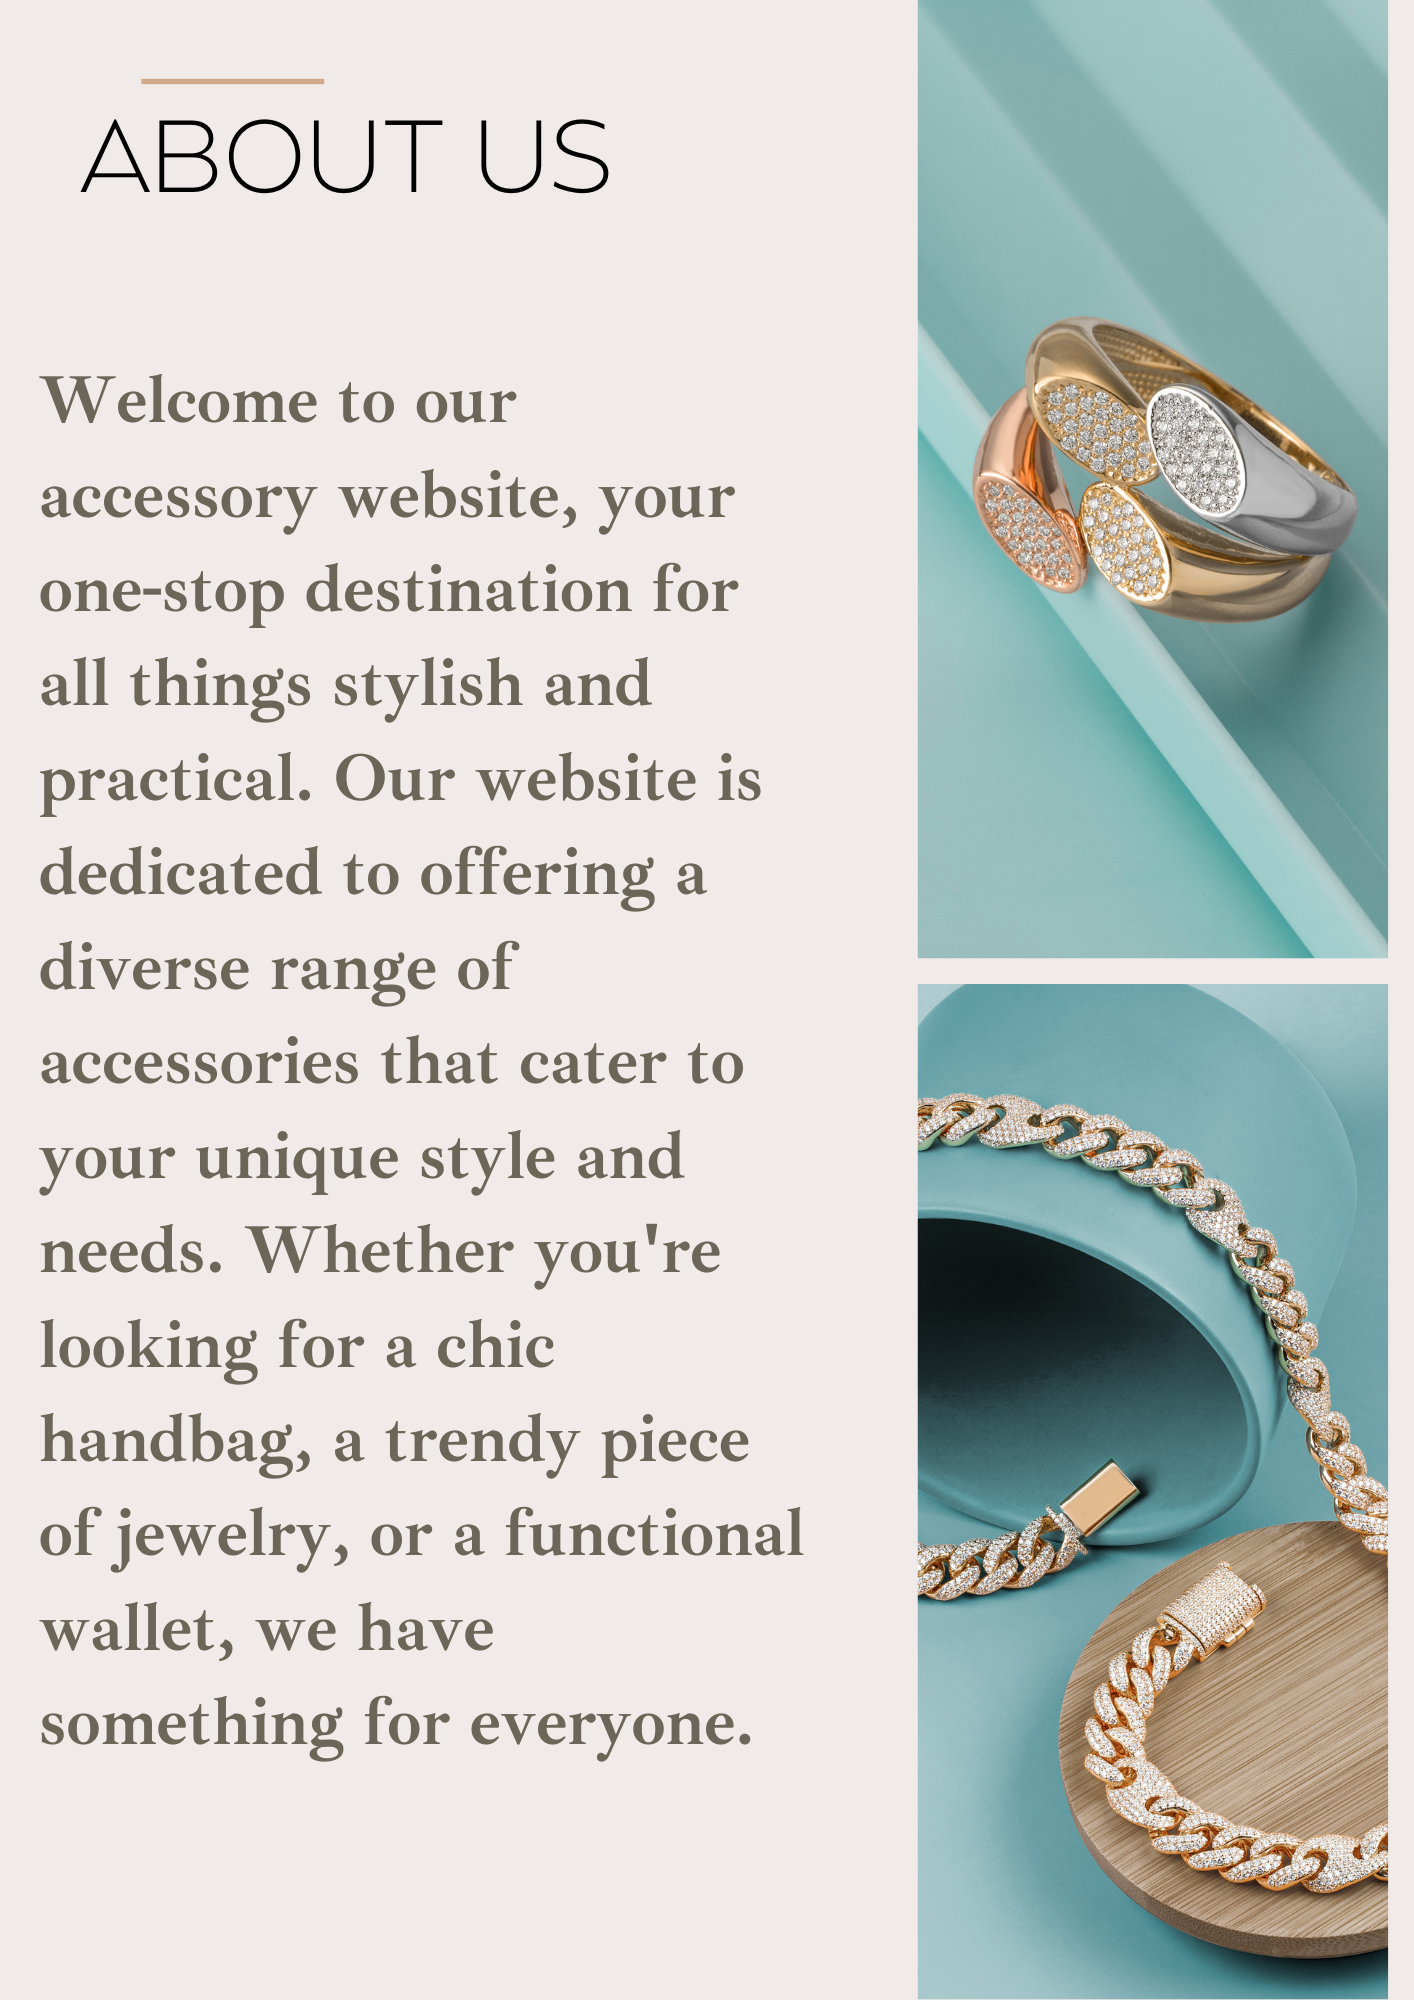 ABOUT US
Welcome to our
accessory website, your
one-stop destination for
all things stylish and
practical. Our website is
dedicated to offering a
diverse range of
accessories that cater to
your unique style and
needs. Whether you're
looking for a chic
handbag, a trendy piece
of jewelry, or a functional
wallet, we have
something for everyone.